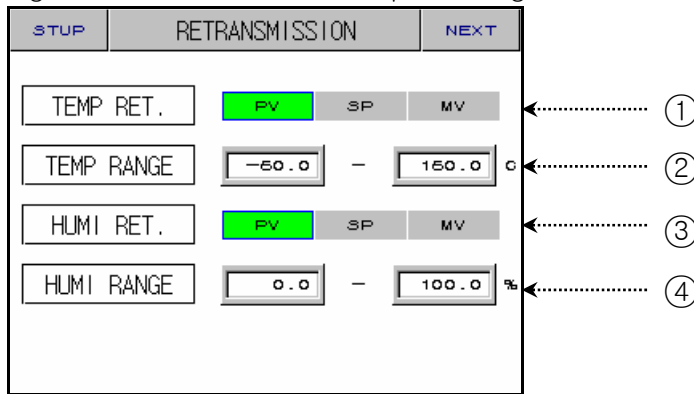 STUP RETRANSMISSION NEXT
TEMP RET. PV SP MV ①
TEMP RANGE -50.0 - 150.0 C ②
HUMI RET. PV SP MV ③
HUMI RANGE 0.0 - 100.0 % ④